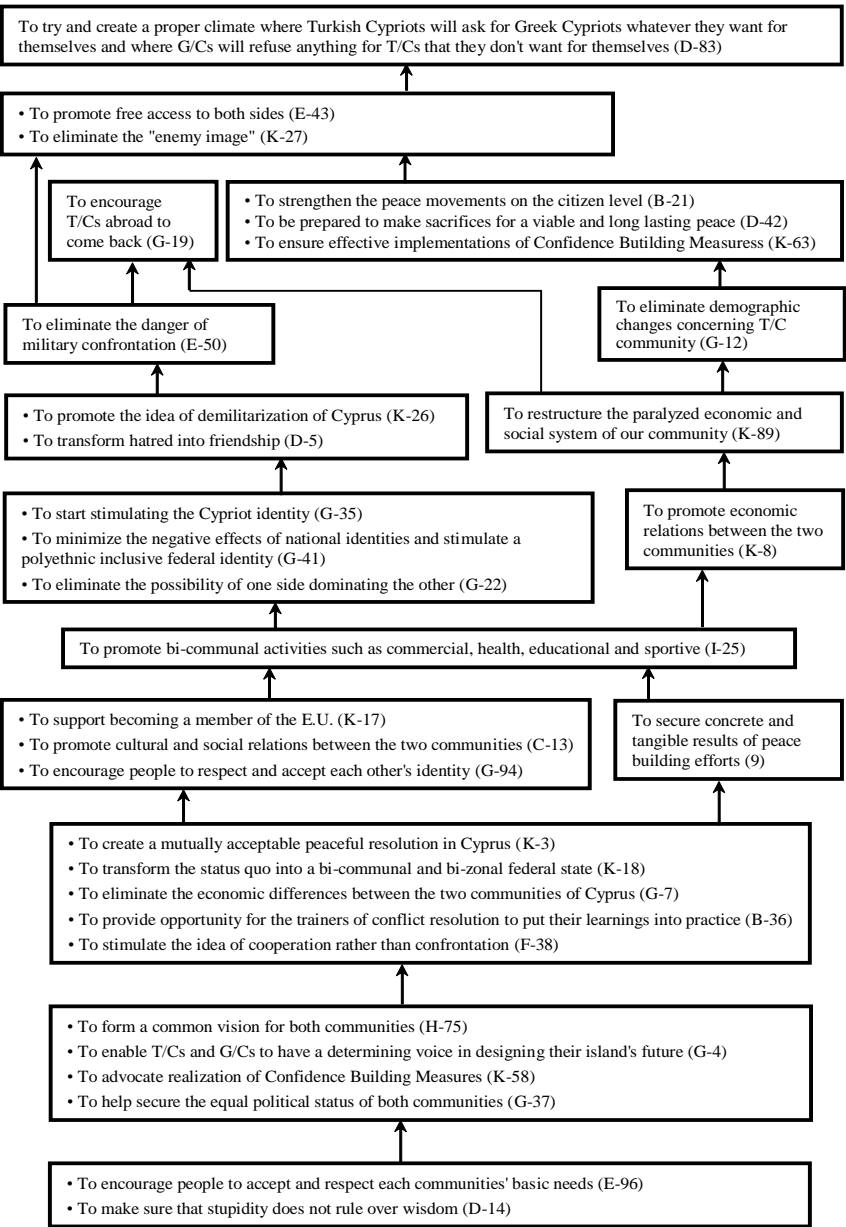 To try and create a proper climate where Turkish Cypriots will ask for Greek Cypriots whatever they want for
themselves and where G/Cs will refuse anything for T/Cs that they don't want for themselves (D-83)
• To promote free access to both sides (E-43)
• To eliminate the "enemy image" (K-27)
To encourage
T/Cs abroad to
come back (G-19)
• To strengthen the peace movements on the citizen level (B-21)
• To be prepared to make sacrifices for a viable and long lasting peace (D-42)
• To ensure effective implementations of Confidence Butilding Measuress (K-63)
To eliminate the danger of
military confrontation (E-50)
To eliminate demographic
changes concerning T/C
community (G-12)
• To promote the idea of demilitarization of Cyprus (K-26)
• To transform hatred into friendship (D-5)
To restructure the paralyzed economic and
social system of our community (K-89)
• To start stimulating the Cypriot identity (G-35)
• To minimize the negative effects of national identities and stimulate a
polyethnic inclusive federal identity (G-41)
• To eliminate the possibility of one side dominating the other (G-22)
To promote economic
relations between the two
communities (K-8)
To promote bi-communal activities such as commercial, health, educational and sportive (I-25)
• To support becoming a member of the E.U. (K-17)
• To promote cultural and social relations between the two communities (C-13)
• To encourage people to respect and accept each other's identity (G-94)
To secure concrete and
tangible results of peace
building efforts (9)
• To create a mutually acceptable peaceful resolution in Cyprus (K-3)
• To transform the status quo into a bi-communal and bi-zonal federal state (K-18)
• To eliminate the economic differences between the two communities of Cyprus (G-7)
• To provide opportunity for the trainers of conflict resolution to put their learnings into practice (B-36)
• To stimulate the idea of cooperation rather than confrontation (F-38)
• To form a common vision for both communities (H-75)
• To enable T/Cs and G/Cs to have a determining voice in designing their island's future (G-4)
• To advocate realization of Confidence Building Measures (K-58)
• To help secure the equal political status of both communities (G-37)
• To encourage people to accept and respect each communities' basic needs (E-96)
• To make sure that stupidity does not rule over wisdom (D-14)